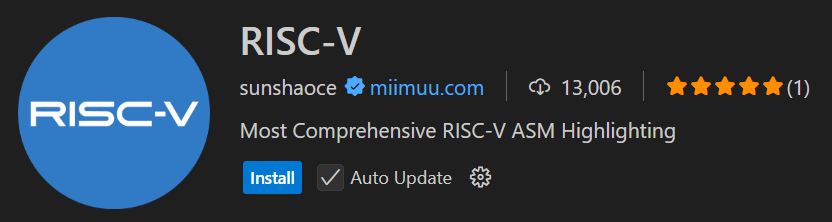 RISC-V
RISC-V
sunshaoce miimuu.com 13,006 (1)
Most Comprehensive RISC-V ASM Highlighting
Install Auto Update